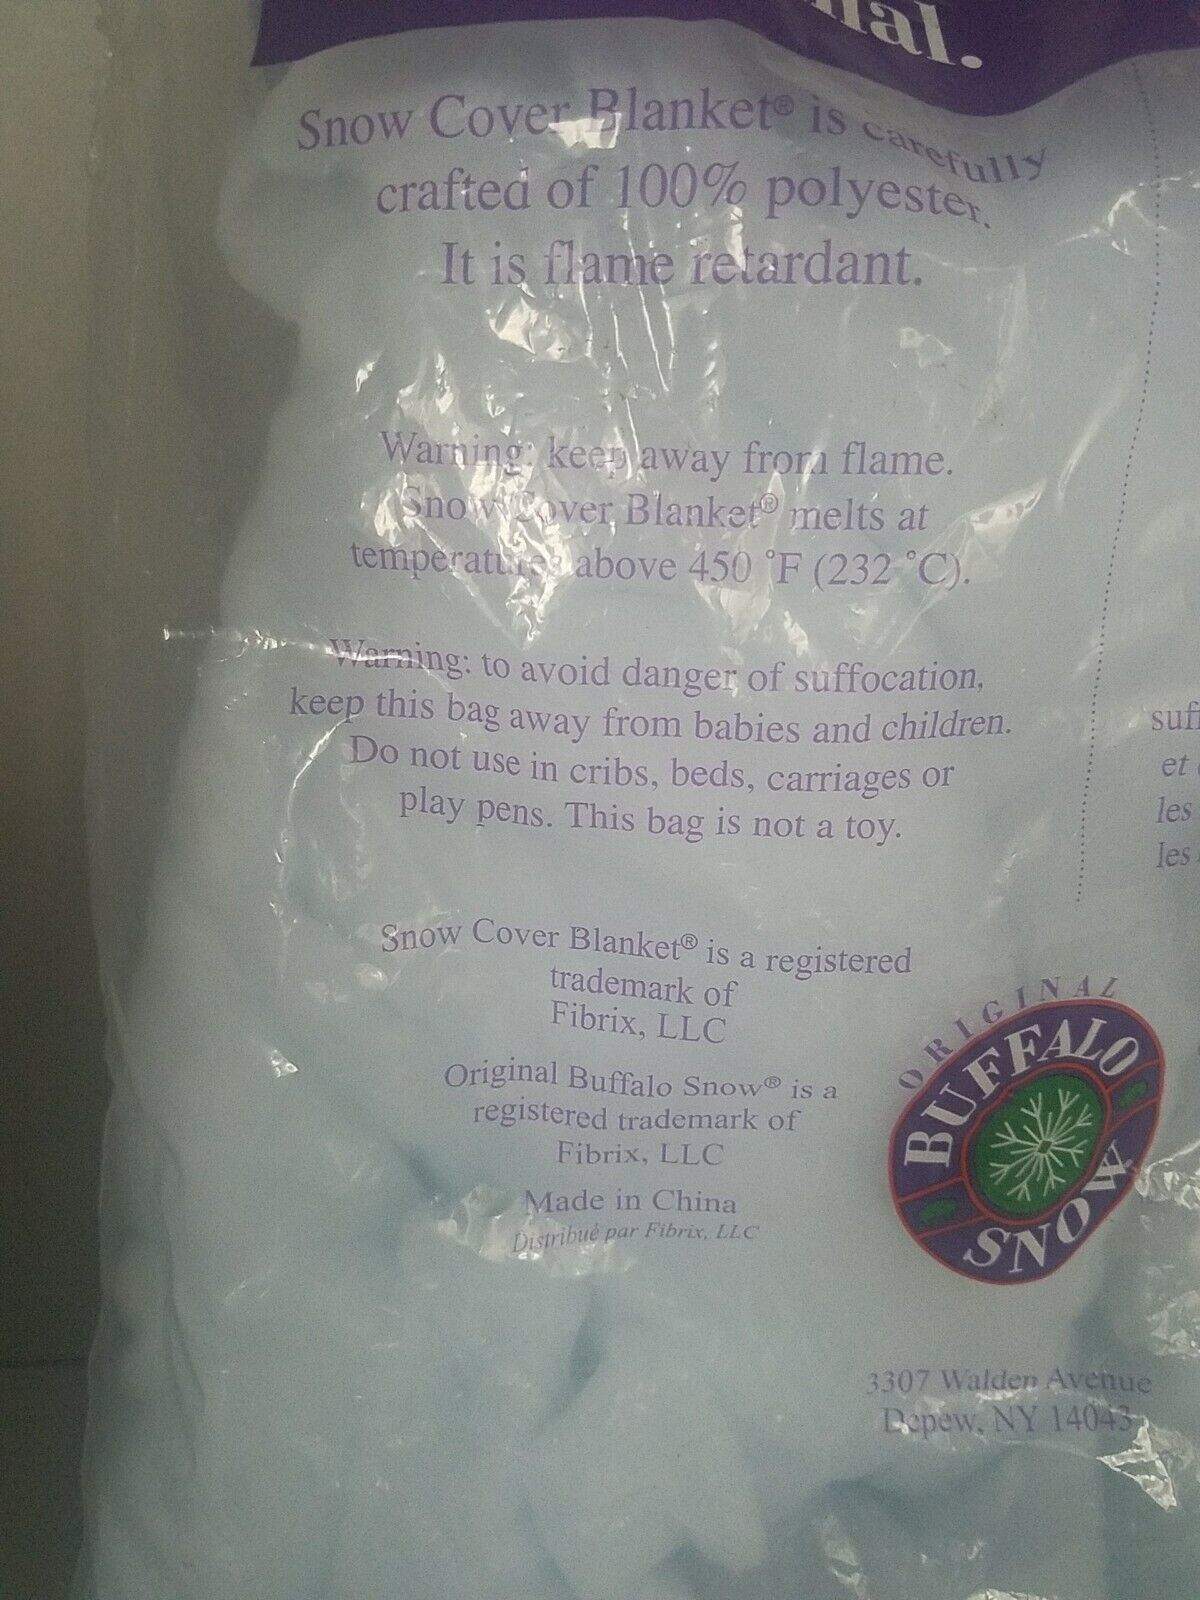 al.
Snow Cover Blanket® is carefully
crafted of 100% polyester.
It is flame retardant.
Warning: keep away from flame.
Snow Cover Blanket® melts at
temperatures above 450 °F (232 °C).
Warning: to avoid danger of suffocation,
keep this bag away from babies and children.
Do not use in cribs, beds, carriages or
play pens. This bag is not a toy.
Snow Cover Blanket® is a registered
trademark of
Fibrix, LLC
Original Buffalo Snow® is a
registered trademark of
Fibrix, LLC
Made in China
Distribué par Fibrix, LLC
suf
et
les
les
ORIGINAL
BUFFALO
SNOW
3307 Walden Avenue
Depew, NY 14043